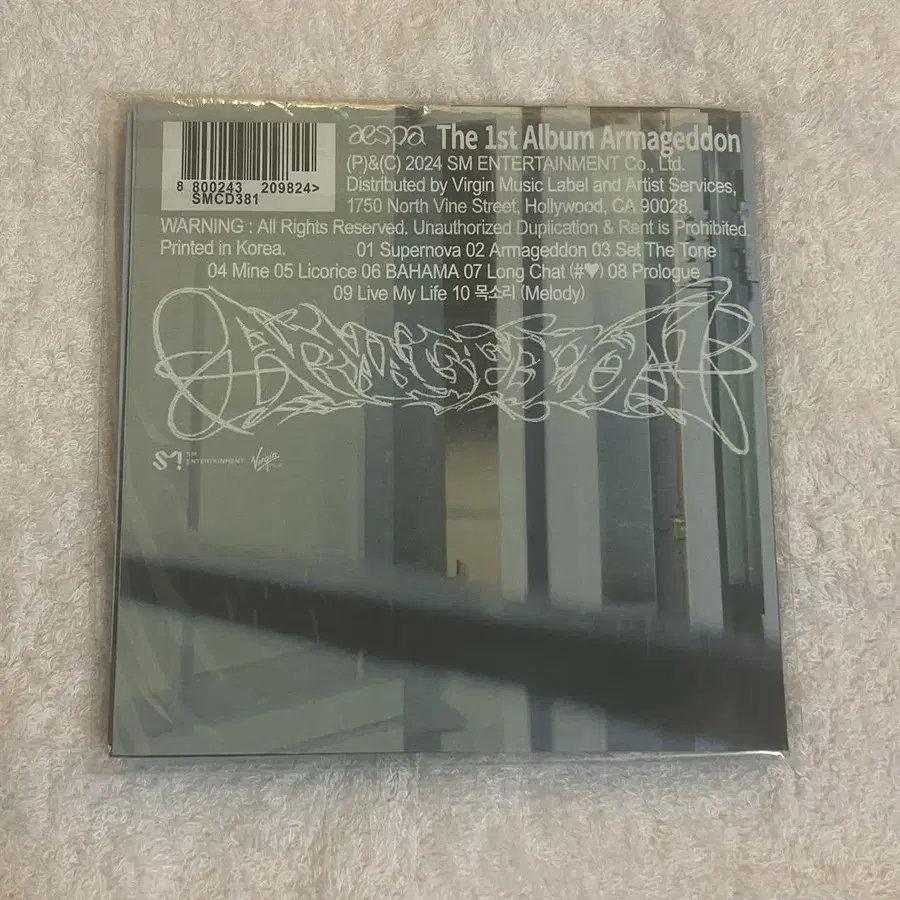 aespa The 1st Album Armageddon
(P)&(C) 2024 SM ENTERTAINMENT Co., Ltd.
Distributed by Virgin Music Label and Artist Services,
1750 North Vine Street, Hollywood, CA 90028.
8 800243 209824>
SMCD381
WARNING : All Rights Reserved. Unauthorized Duplication & Rent is Prohibited.
Printed in Korea. 01 Supernova 02 Armageddon 03 Set The Tone
04 Mine 05 Licorice 06 BAHAMA 07 Long Chat (#♥) 08 Prologue
09 Live My Life 10 목소리 (Melody)
ARMAGEDDON
SM
SM
ENTERTAINMENT
Virgin